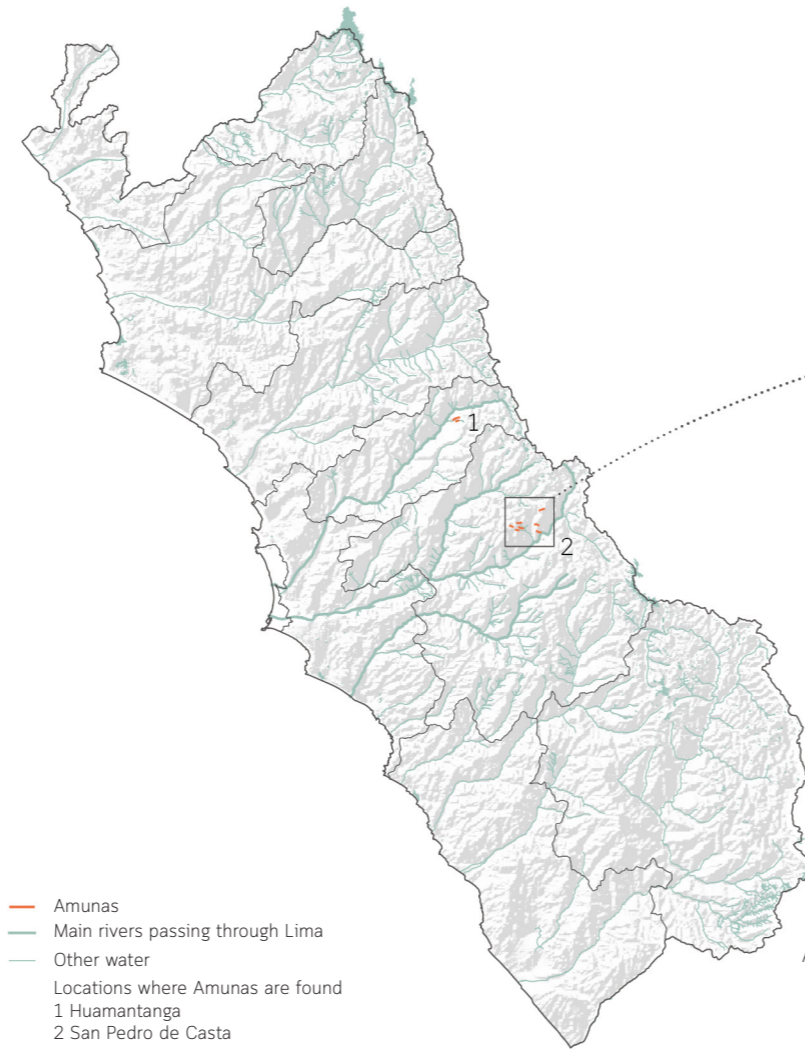 1
2
Amunas
Main rivers passing through Lima
Other water
Locations where Amunas are found
1 Huamantanga
2 San Pedro de Casta
A